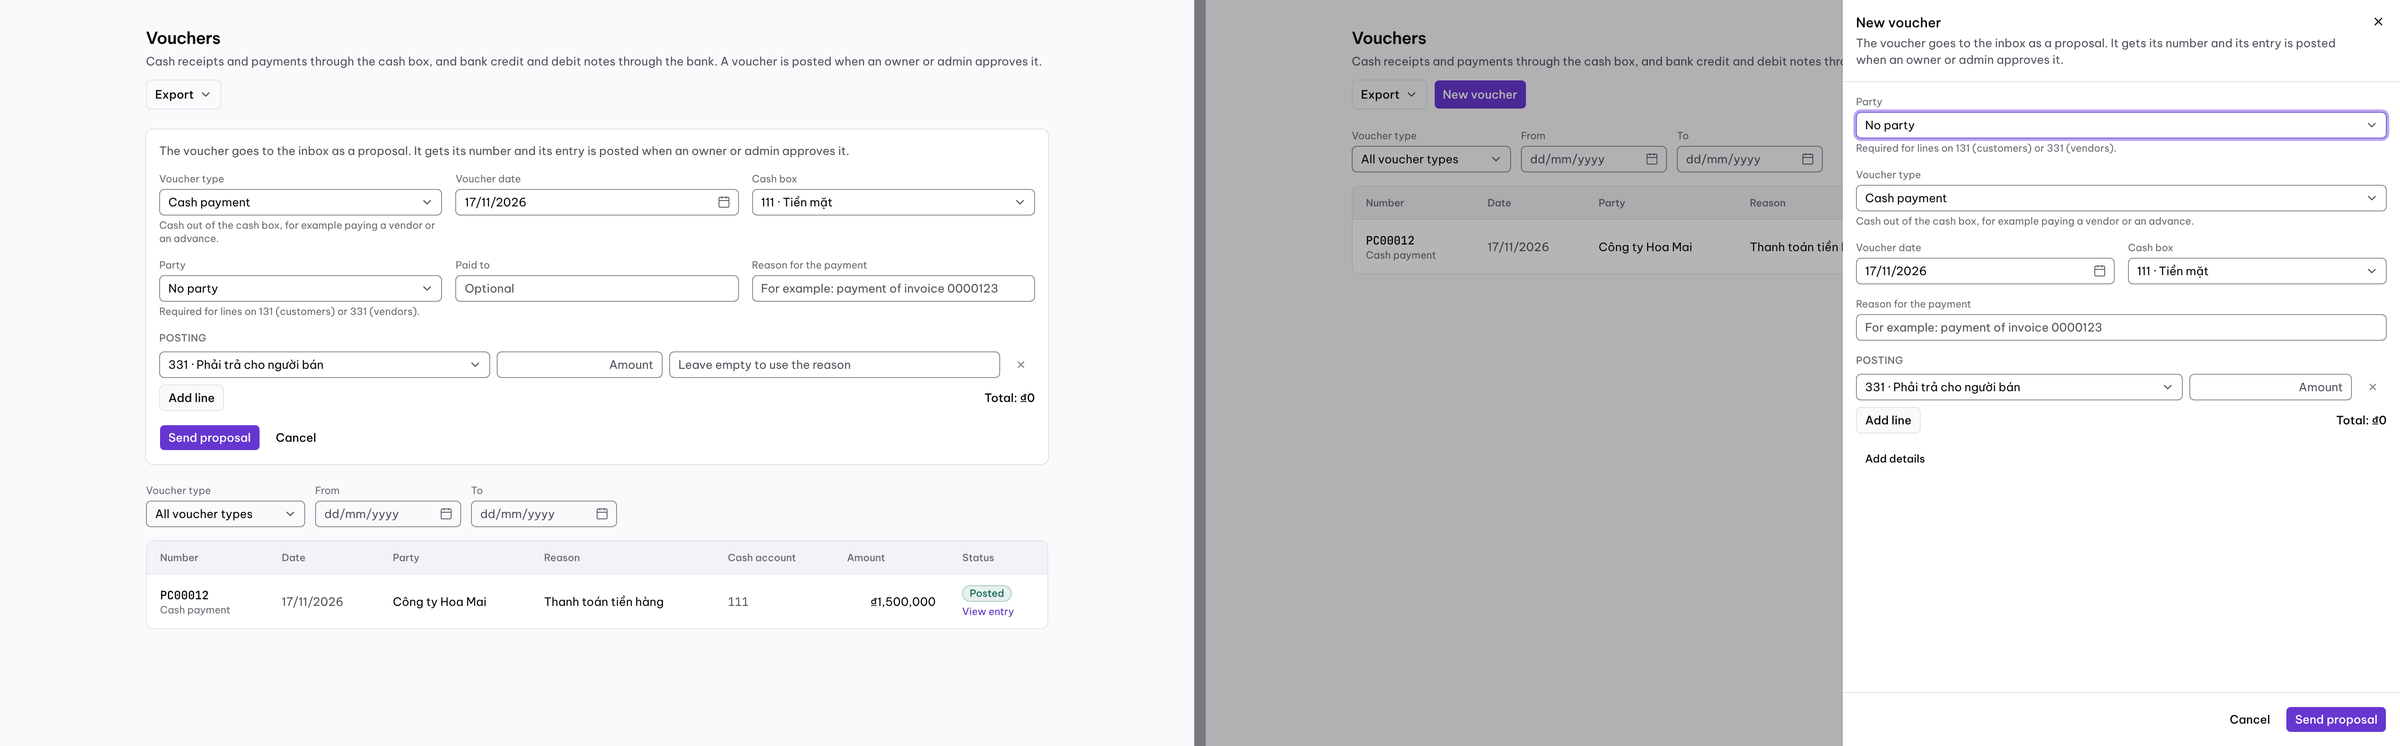 Vouchers
Cash receipts and payments through the cash box, and bank credit and debit notes through the bank. A voucher is posted when an owner or admin approves it.
Export
The voucher goes to the inbox as a proposal. It gets its number and its entry is posted when an owner or admin approves it.
Voucher type Voucher date Cash box
Cash payment 17/11/2026 111 · Tiền mặt
Cash out of the cash box, for example paying a vendor or
an advance.
Party Paid to Reason for the payment
No party Optional For example: payment of invoice 0000123
Required for lines on 131 (customers) or 331 (vendors).
POSTING
331 · Phải trả cho người bán Amount Leave empty to use the reason ×
Add line Total: ₫0
Send proposal Cancel
Voucher type From To
All voucher types dd/mm/yyyy dd/mm/yyyy
Number Date Party Reason Cash account Amount Status
PC00012 17/11/2026 Công ty Hoa Mai Thanh toán tiền hàng 111 ₫1,500,000 Posted
Cash payment View entry
Vouchers
Cash receipts and payments through the cash box, and bank credit and debit notes thr
Export New voucher
Voucher type From To
All voucher types dd/mm/yyyy dd/mm/yyyy
Number Date Party Reason
PC00012 17/11/2026 Công ty Hoa Mai Thanh toán tiền
Cash payment
New voucher
The voucher goes to the inbox as a proposal. It gets its number and its entry is posted
when an owner or admin approves it.
Party
No party
Required for lines on 131 (customers) or 331 (vendors).
Voucher type
Cash payment
Cash out of the cash box, for example paying a vendor or an advance.
Voucher date Cash box
17/11/2026 111 · Tiền mặt
Reason for the payment
For example: payment of invoice 0000123
POSTING
331 · Phải trả cho người bán Amount ×
Add line Total: ₫0
Add details
Cancel Send proposal